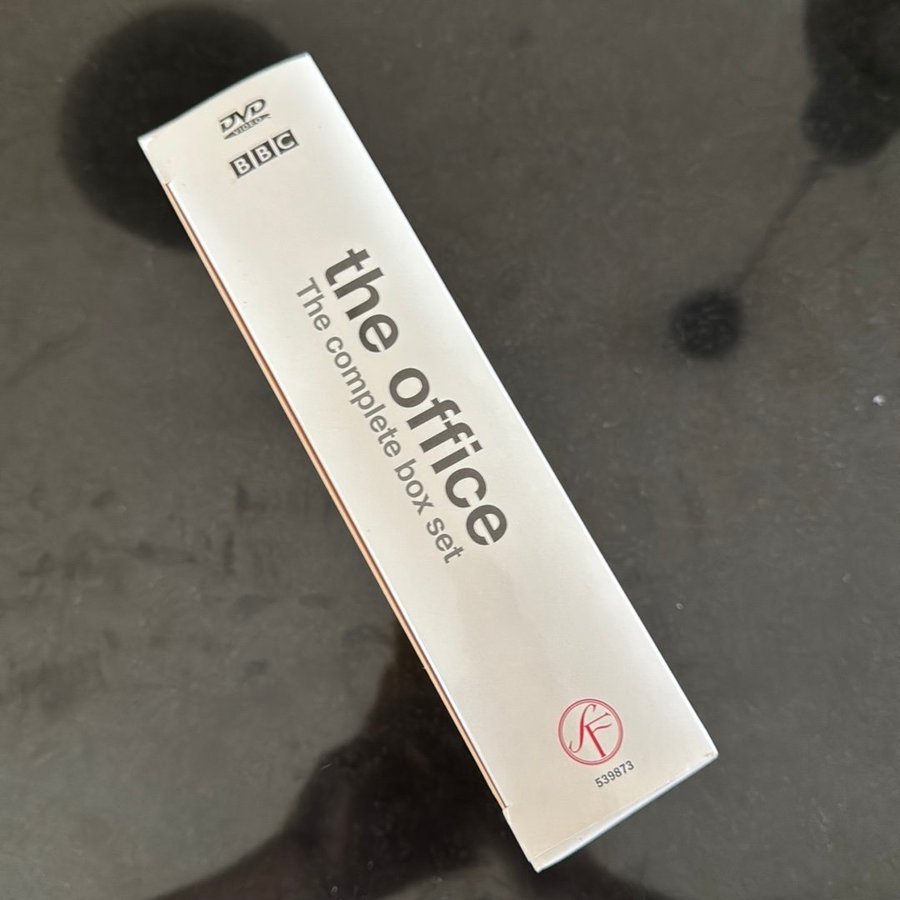 DVD
VIDEO
BBC
the office
The complete box set
SF
539873